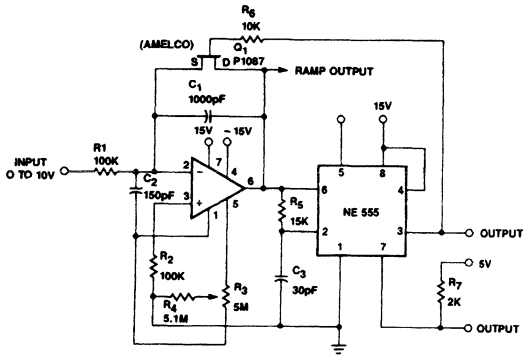 R6
10K
(AMELCO)
Q1
P1087
S
D
RAMP OUTPUT
C1
1000pF
15V
15V
-15V
INPUT
0 TO 10V
R1
100K
2
7
4
-
6
3
+
1
5
C2
150pF
R5
15K
5
8
6
4
NE 555
2
3
1
7
OUTPUT
R2
100K
R3
5M
R4
5.1M
C3
30pF
5V
R7
2K
OUTPUT